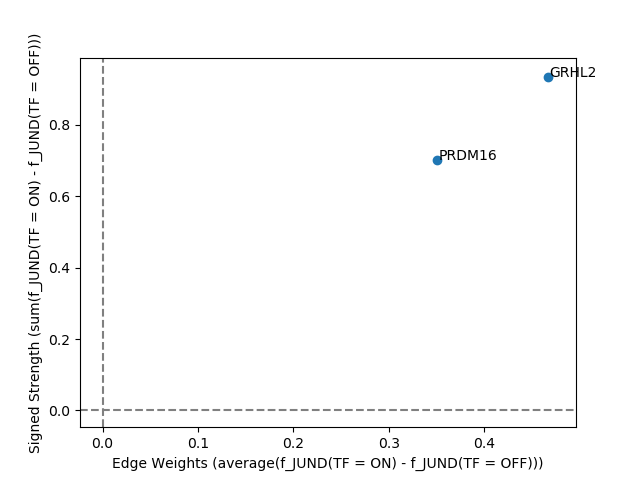 GRHL2
PRDM16
0.8
0.6
0.4
0.2
0.0
0.0 0.1 0.2 0.3 0.4
Edge Weights (average(f_JUND(TF = ON) - f_JUND(TF = OFF)))
Signed Strength (sum(f_JUND(TF = ON) - f_JUND(TF = OFF)))